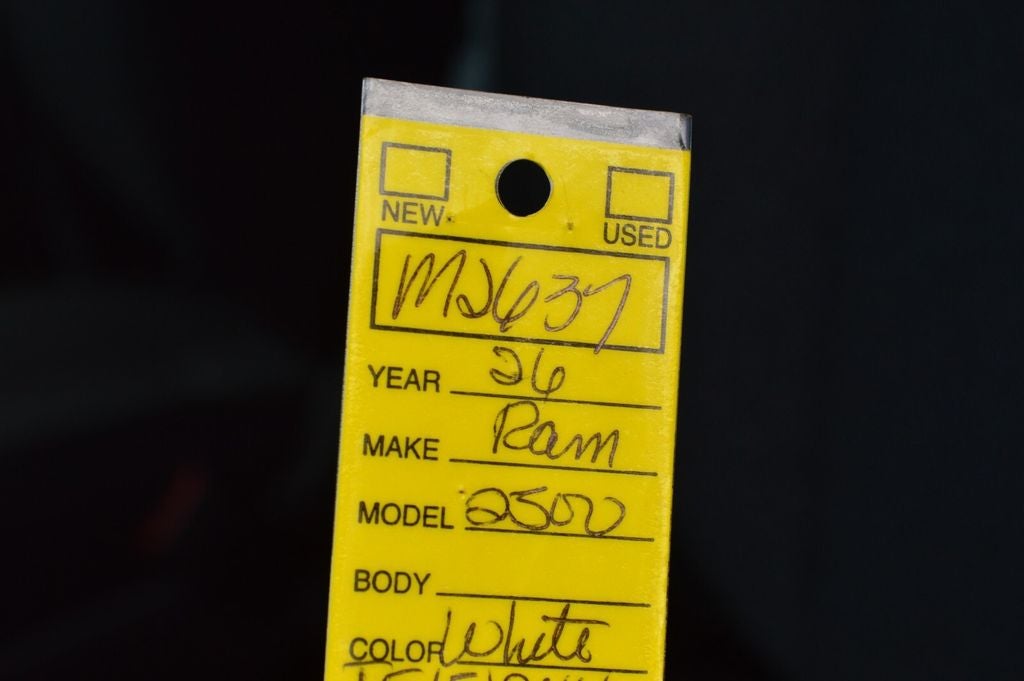 NEW USED
M2637
YEAR 26
MAKE Ram
MODEL 2500
BODY
COLOR White